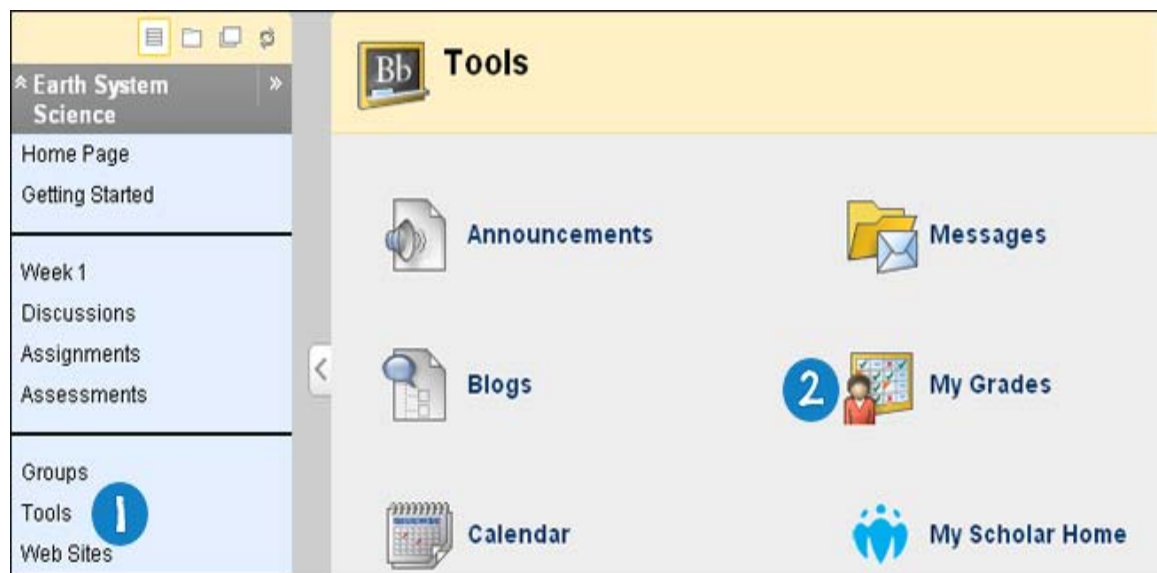 Earth System
Science
Home Page
Getting Started
Week 1
Discussions
Assignments
Assessments
Groups
Tools 1
Web Sites
Bb Tools
Announcements
Messages
Blogs
2 My Grades
Calendar
My Scholar Home